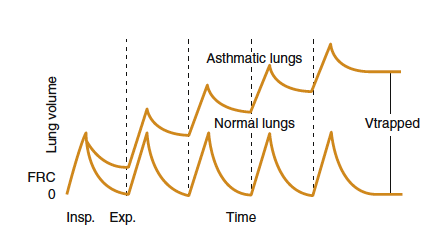 Asthmatic lungs
Lung volume
Normal lungs
Vtrapped
FRC
0
Insp. Exp. Time